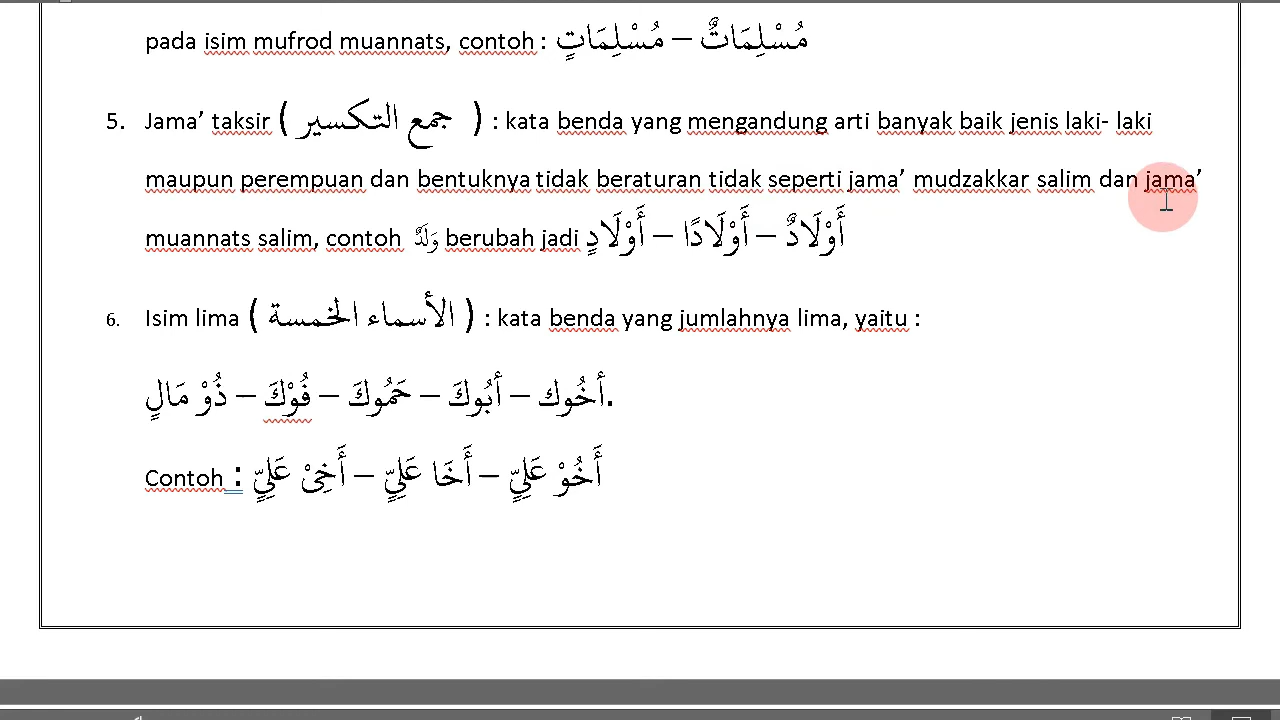 pada isim mufrod muannats, contoh : مُسْلِمَاتٌ – مُسْلِمَاتٍ
5. Jama’ taksir ( جمع التكسير ) : kata benda yang mengandung arti banyak baik jenis laki- laki
maupun perempuan dan bentuknya tidak beraturan tidak seperti jama’ mudzakkar salim dan jama’
muannats salim, contoh وَلَدٌ berubah jadi أَوْلَادٌ – أَوْلَادًا – أَوْلَادٍ
6. Isim lima ( الأسماء الخمسة ) : kata benda yang jumlahnya lima, yaitu :
أخُوك – أبُوكَ – حَمُوكَ – فُوْكَ – ذُوْ مَالٍ.
Contoh : أَخُوْ عَلِيٍّ – أَخَا عَلِيٍّ – أَخِىْ عَلِيٍّ